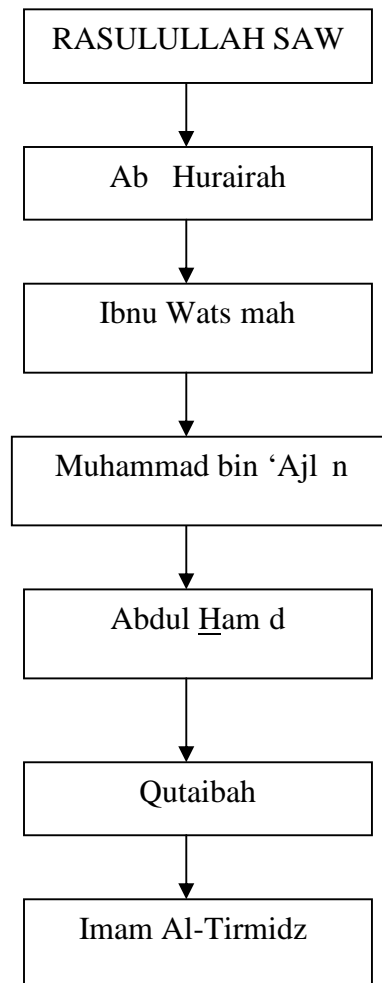 RASULULLAH SAW
Ab Hurairah
Ibnu Wats mah
Muhammad bin ‘Ajl n
Abdul Ham d
Qutaibah
Imam Al-Tirmidz